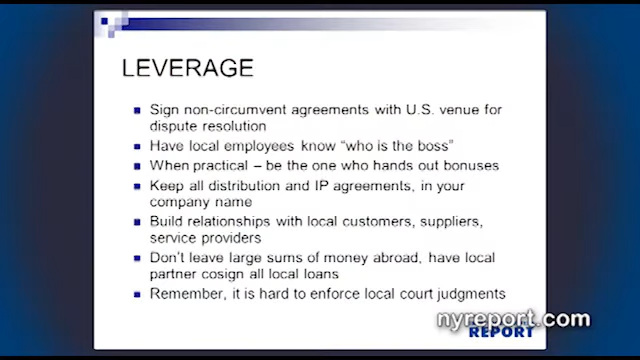 LEVERAGE
Sign non-circumvent agreements with U.S. venue for
dispute resolution
Have local employees know "who is the boss"
When practical – be the one who hands out bonuses
Keep all distribution and IP agreements, in your
company name
Build relationships with local customers, suppliers,
service providers
Don't leave large sums of money abroad, have local
partner cosign all local loans
Remember, it is hard to enforce local court judgments
nyreport.com
REPORT